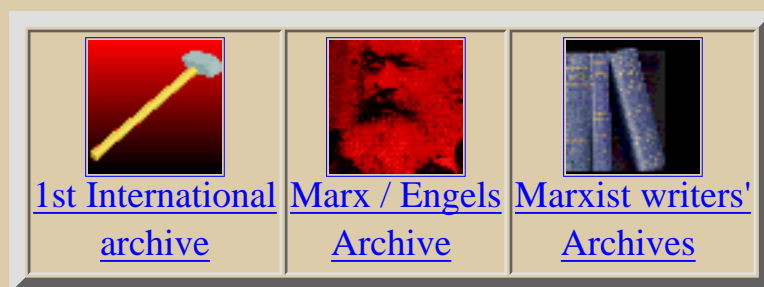 1st International
archive
Marx / Engels
Archive
Marxist writers'
Archives